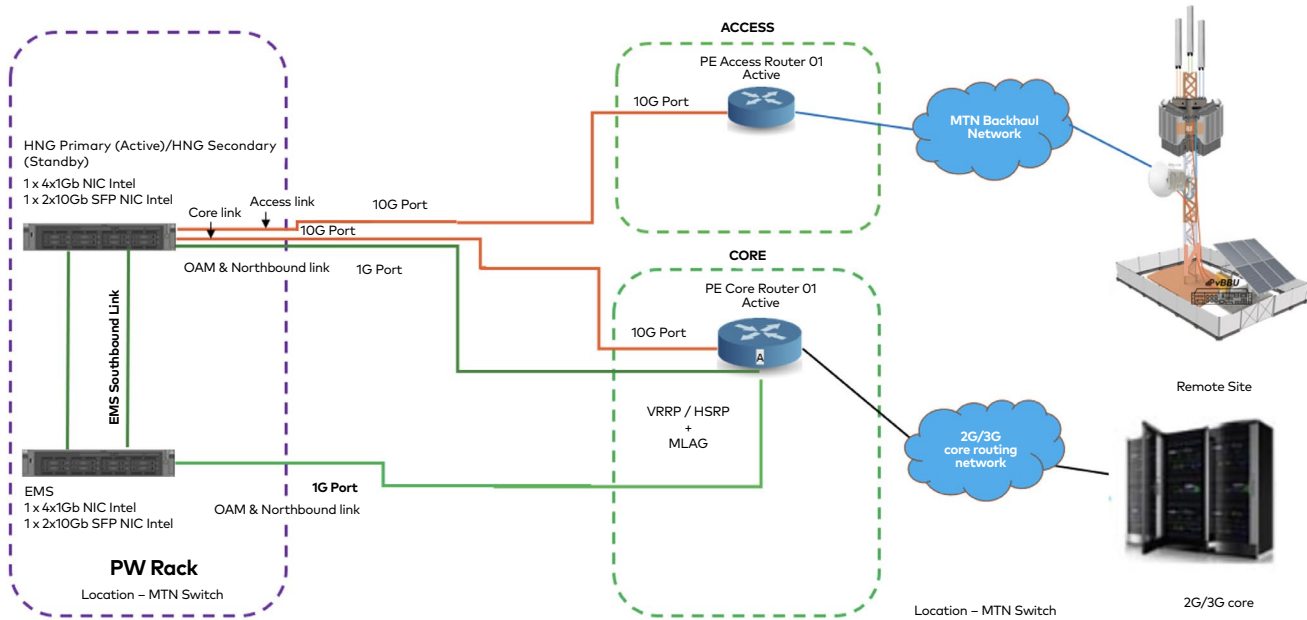 ACCESS
PE Access Router 01
Active
10G Port
MTN Backhaul
Network
HNG Primary (Active)/HNG Secondary
(Standby)
1 x 4x1Gb NIC Intel
1 x 2x10Gb SFP NIC Intel
Access link
Core link
10G Port
10G Port
OAM & Northbound link
1G Port
CORE
PE Core Router 01
Active
10G Port
A
vBBU
EMS Southbound Link
Remote Site
VRRP / HSRP
+
MLAG
2G/3G
core routing
network
EMS
1 x 4x1Gb NIC Intel
1 x 2x10Gb SFP NIC Intel
1G Port
OAM & Northbound link
PW Rack
Location – MTN Switch
Location – MTN Switch
2G/3G core